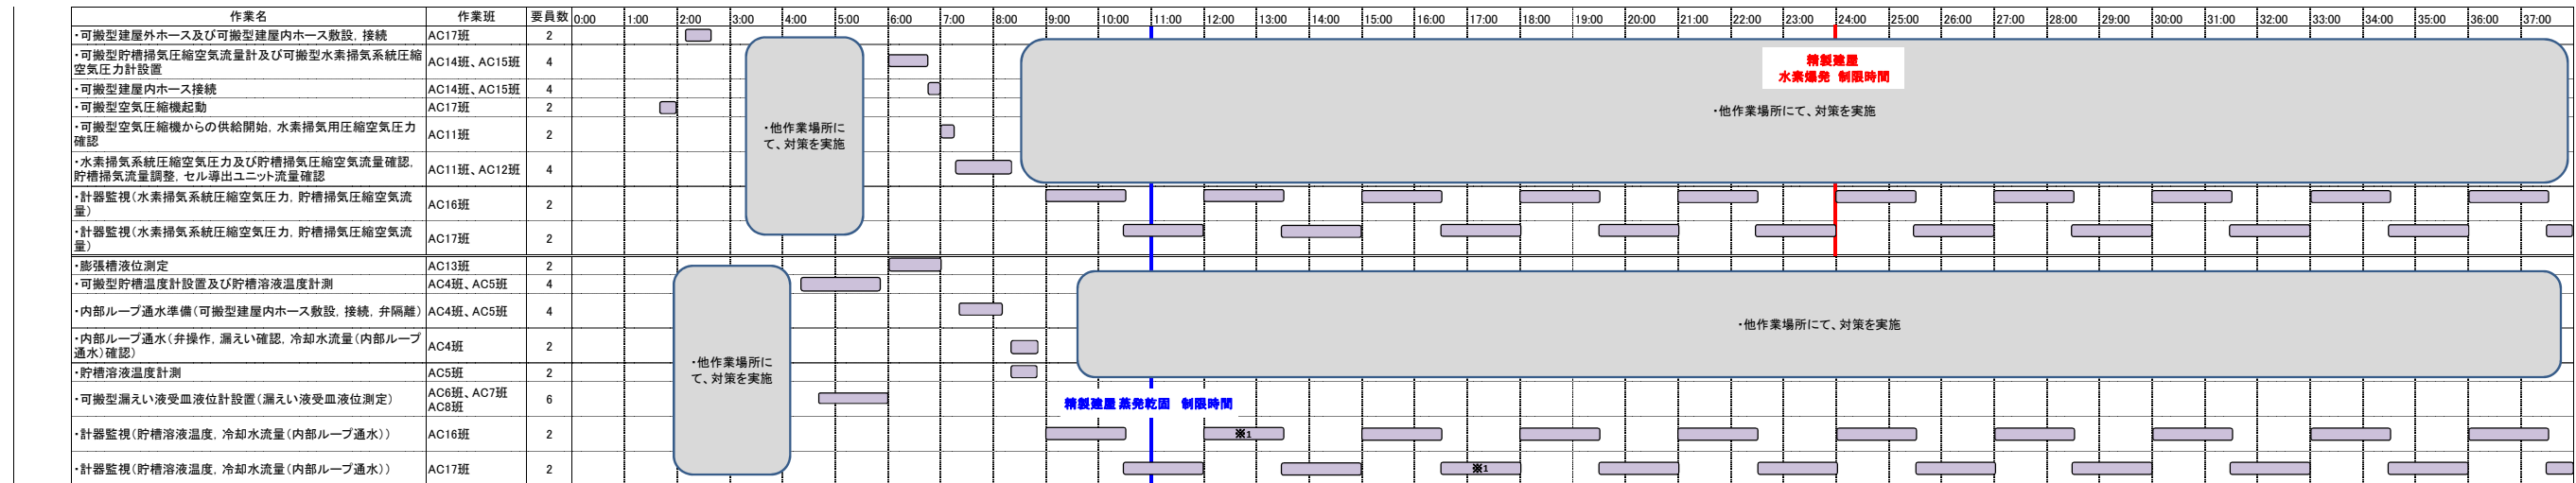 作業名 作業班 要員数 0:00 1:00 2:00 3:00 4:00 5:00 6:00 7:00 8:00 9:00 10:00 11:00 12:00 13:00 14:00 15:00 16:00 17:00 18:00 19:00 20:00 21:00 22:00 23:00 24:00 25:00 26:00 27:00 28:00 29:00 30:00 31:00 32:00 33:00 34:00 35:00 36:00 37:00
・可搬型建屋外ホース及び可搬型建屋内ホース敷設，接続 AC17班 2
・可搬型貯槽掃気圧縮空気流量計及び可搬型水素掃気系統圧縮
空気圧力計設置 AC14班、AC15班 4
・可搬型建屋内ホース接続 AC14班、AC15班 4
・可搬型空気圧縮機起動 AC17班 2
・可搬型空気圧縮機からの供給開始，水素掃気用圧縮空気圧力
確認 AC11班 2
・水素掃気系統圧縮空気圧力及び貯槽掃気圧縮空気流量確認，
貯槽掃気流量調整，セル導出ユニット流量確認 AC11班、AC12班 4
・計器監視（水素掃気系統圧縮空気圧力，貯槽掃気圧縮空気流
量） AC16班 2
・計器監視（水素掃気系統圧縮空気圧力，貯槽掃気圧縮空気流
量） AC17班 2
・他作業場所に
て、対策を実施
精製建屋
水素爆発 制限時間
・他作業場所にて、対策を実施
・膨張槽液位測定 AC13班 2
・可搬型貯槽温度計設置及び貯槽溶液温度計測 AC4班、AC5班 4
・内部ループ通水準備（可搬型建屋内ホース敷設，接続，弁隔離） AC4班、AC5班 4
・内部ループ通水（弁操作，漏えい確認，冷却水流量（内部ループ
通水）確認） AC4班 2
・貯槽溶液温度計測 AC5班 2
・可搬型漏えい液受皿液位計設置（漏えい液受皿液位測定） AC6班、AC7班
AC8班 6
・計器監視（貯槽溶液温度，冷却水流量（内部ループ通水）） AC16班 2 ※1
・計器監視（貯槽溶液温度，冷却水流量（内部ループ通水）） AC17班 2 ※1
・他作業場所に
て、対策を実施
・他作業場所にて、対策を実施
精製建屋 蒸発乾固 制限時間